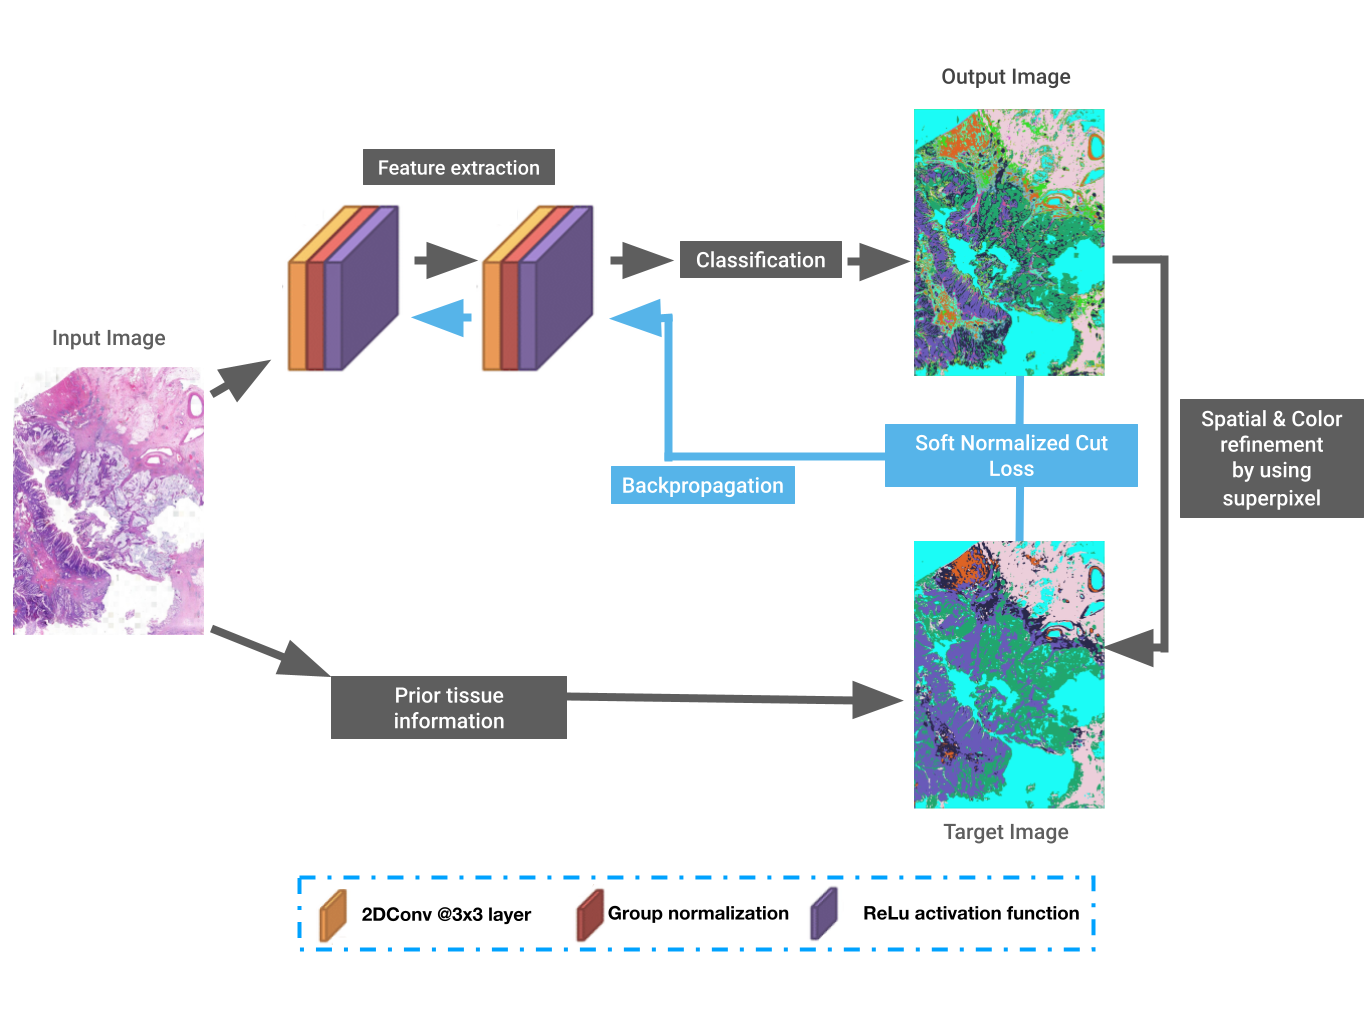 Output Image
Feature extraction
Classification
Input Image
Spatial & Color
refinement
by using
superpixel
Soft Normalized Cut
Loss
Backpropagation
Prior tissue
information
Target Image
2DConv @3x3 layer
Group normalization
ReLu activation function